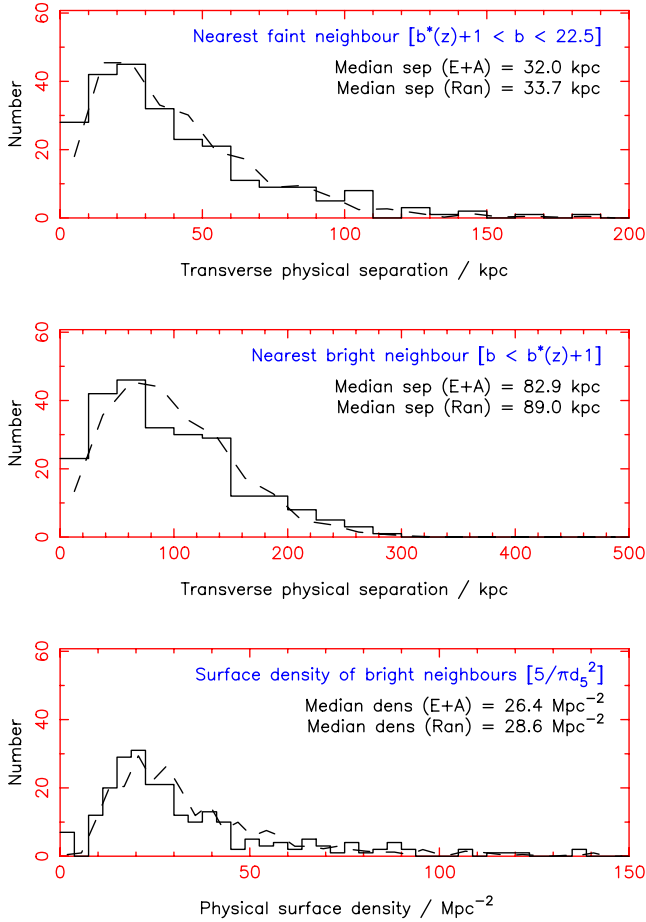 60
Nearest faint neighbour [b*(z)+1 < b < 22.5]
Median sep (E+A) = 32.0 kpc
Median sep (Ran) = 33.7 kpc
40
Number
20
0
0 50 100 150 200
Transverse physical separation / kpc
60
Nearest bright neighbour [b < b*(z)+1]
Median sep (E+A) = 82.9 kpc
Median sep (Ran) = 89.0 kpc
40
Number
20
0
0 100 200 300 400 500
Transverse physical separation / kpc
60
Surface density of bright neighbours [5/πd₅²]
Median dens (E+A) = 26.4 Mpc⁻²
Median dens (Ran) = 28.6 Mpc⁻²
40
Number
20
0
0 50 100 150
Physical surface density / Mpc⁻²